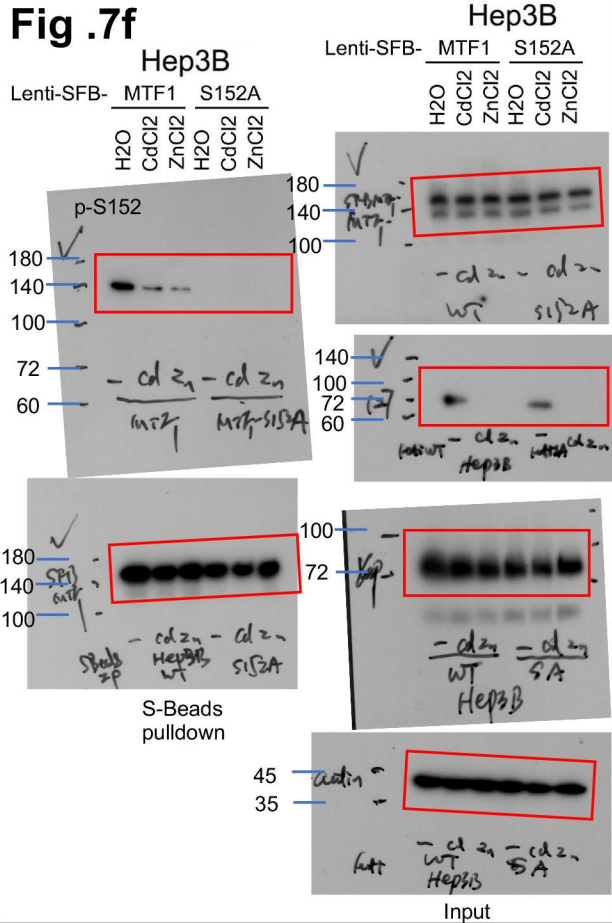 Fig .7f
Hep3B
Lenti-SFB- MTF1 S152A
H2O CdCl2 ZnCl2 H2O CdCl2 ZnCl2
p-S152
180
140
100
72
60
- cd Zn - cd Zn
MTF1 MTF1-S152A
180
140
100
SFB
MTF1
- cd Zn - cd Zn
Hep3B
WT S152A
S Beads
IP
S-Beads
pulldown
Hep3B
Lenti-SFB- MTF1 S152A
H2O CdCl2 ZnCl2 H2O CdCl2 ZnCl2
180
140
100
MTF1
- cd Zn - cd Zn
WT S152A
140
100
72
60
- cd Zn - cd Zn
Hep3B
100
72
- cd Zn - cd Zn
WT SA
Hep3B
45
35
actin
- cd Zn - cd Zn
WT SA
Hep3B
Input